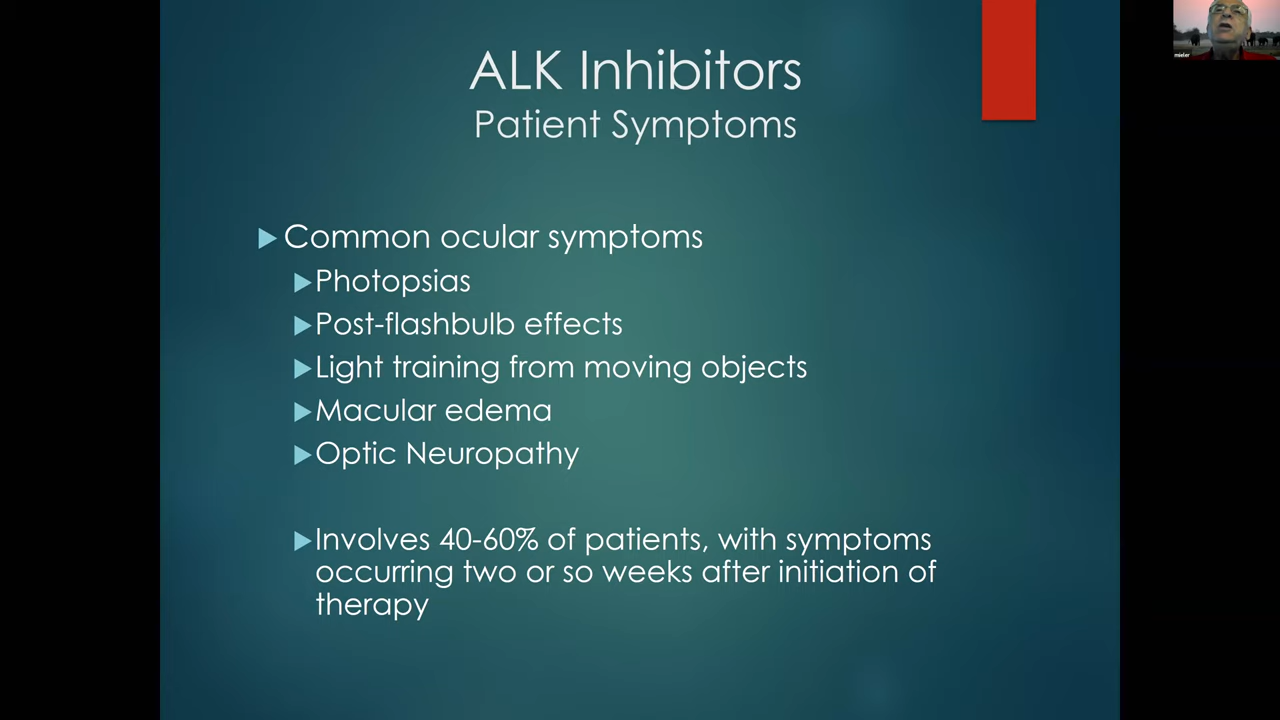 ALK Inhibitors
Patient Symptoms
Common ocular symptoms
Photopsias
Post-flashbulb effects
Light training from moving objects
Macular edema
Optic Neuropathy
Involves 40-60% of patients, with symptoms
occurring two or so weeks after initiation of
therapy
mieler